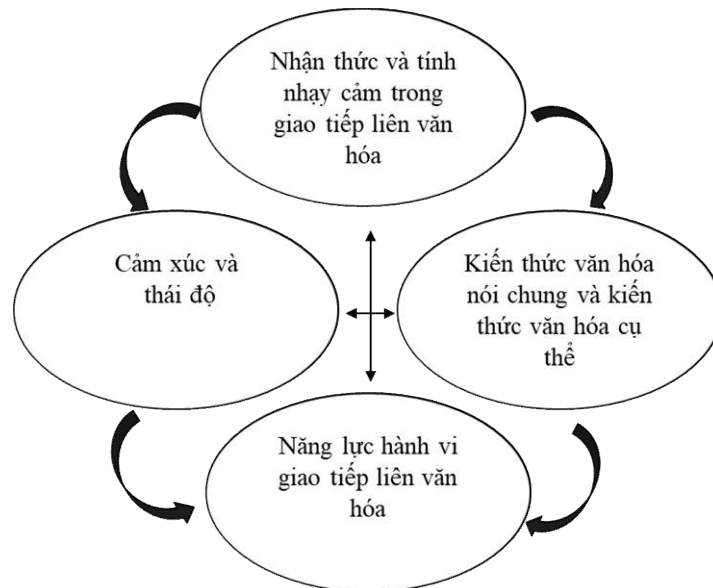 Nhận thức và tính
nhạy cảm trong
giao tiếp liên văn
hóa
Cảm xúc và
thái độ
Kiến thức văn hóa
nói chung và kiến
thức văn hóa cụ
thể
Năng lực hành vi
giao tiếp liên văn
hóa